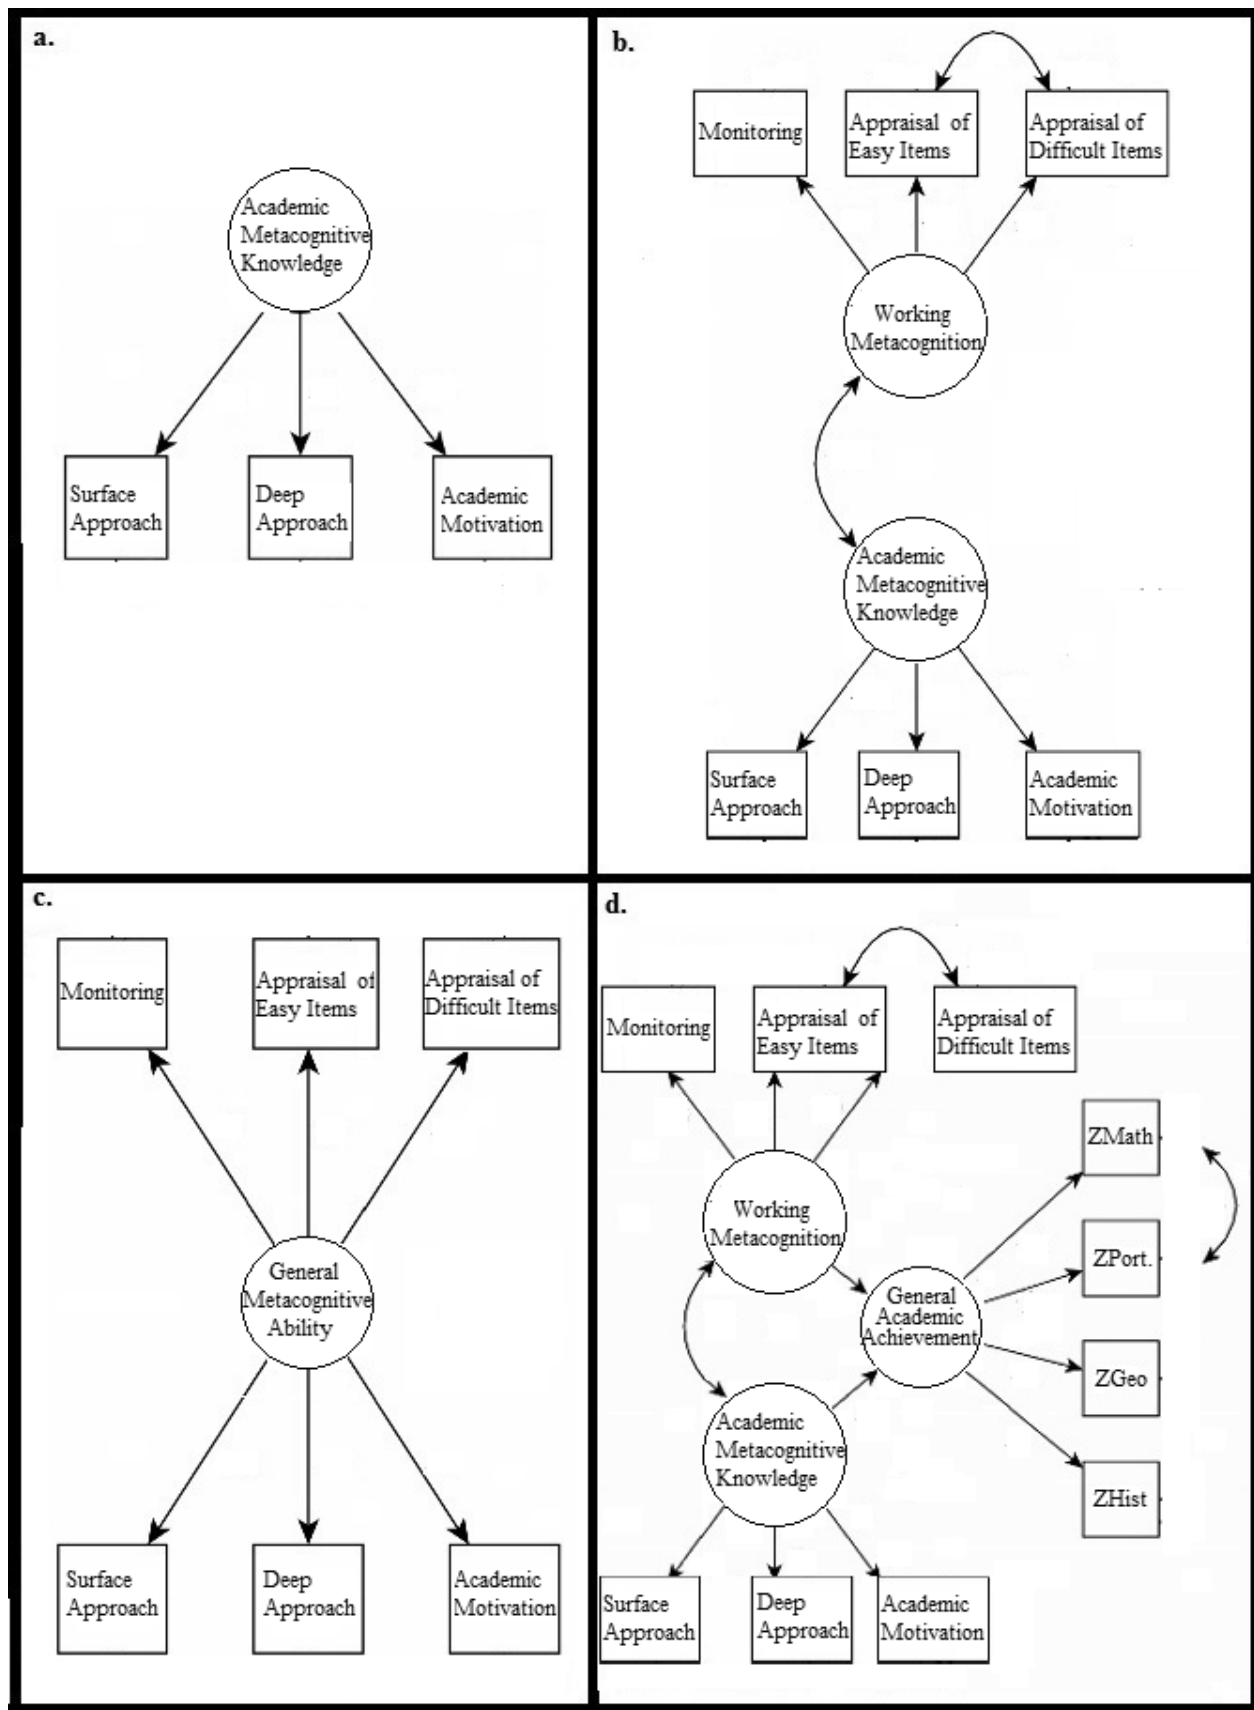 a.
Academic
Metacognitive
Knowledge
Surface
Approach
Deep
Approach
Academic
Motivation
b.
Monitoring
Appraisal of
Easy Items
Appraisal of
Difficult Items
Working
Metacognition
Academic
Metacognitive
Knowledge
Surface
Approach
Deep
Approach
Academic
Motivation
c.
Monitoring
Appraisal of
Easy Items
Appraisal of
Difficult Items
General
Metacognitive
Ability
Surface
Approach
Deep
Approach
Academic
Motivation
d.
Monitoring
Appraisal of
Easy Items
Appraisal of
Difficult Items
Working
Metacognition
General
Academic
Achievement
ZMath
ZPort.
ZGeo
ZHist
Academic
Metacognitive
Knowledge
Surface
Approach
Deep
Approach
Academic
Motivation